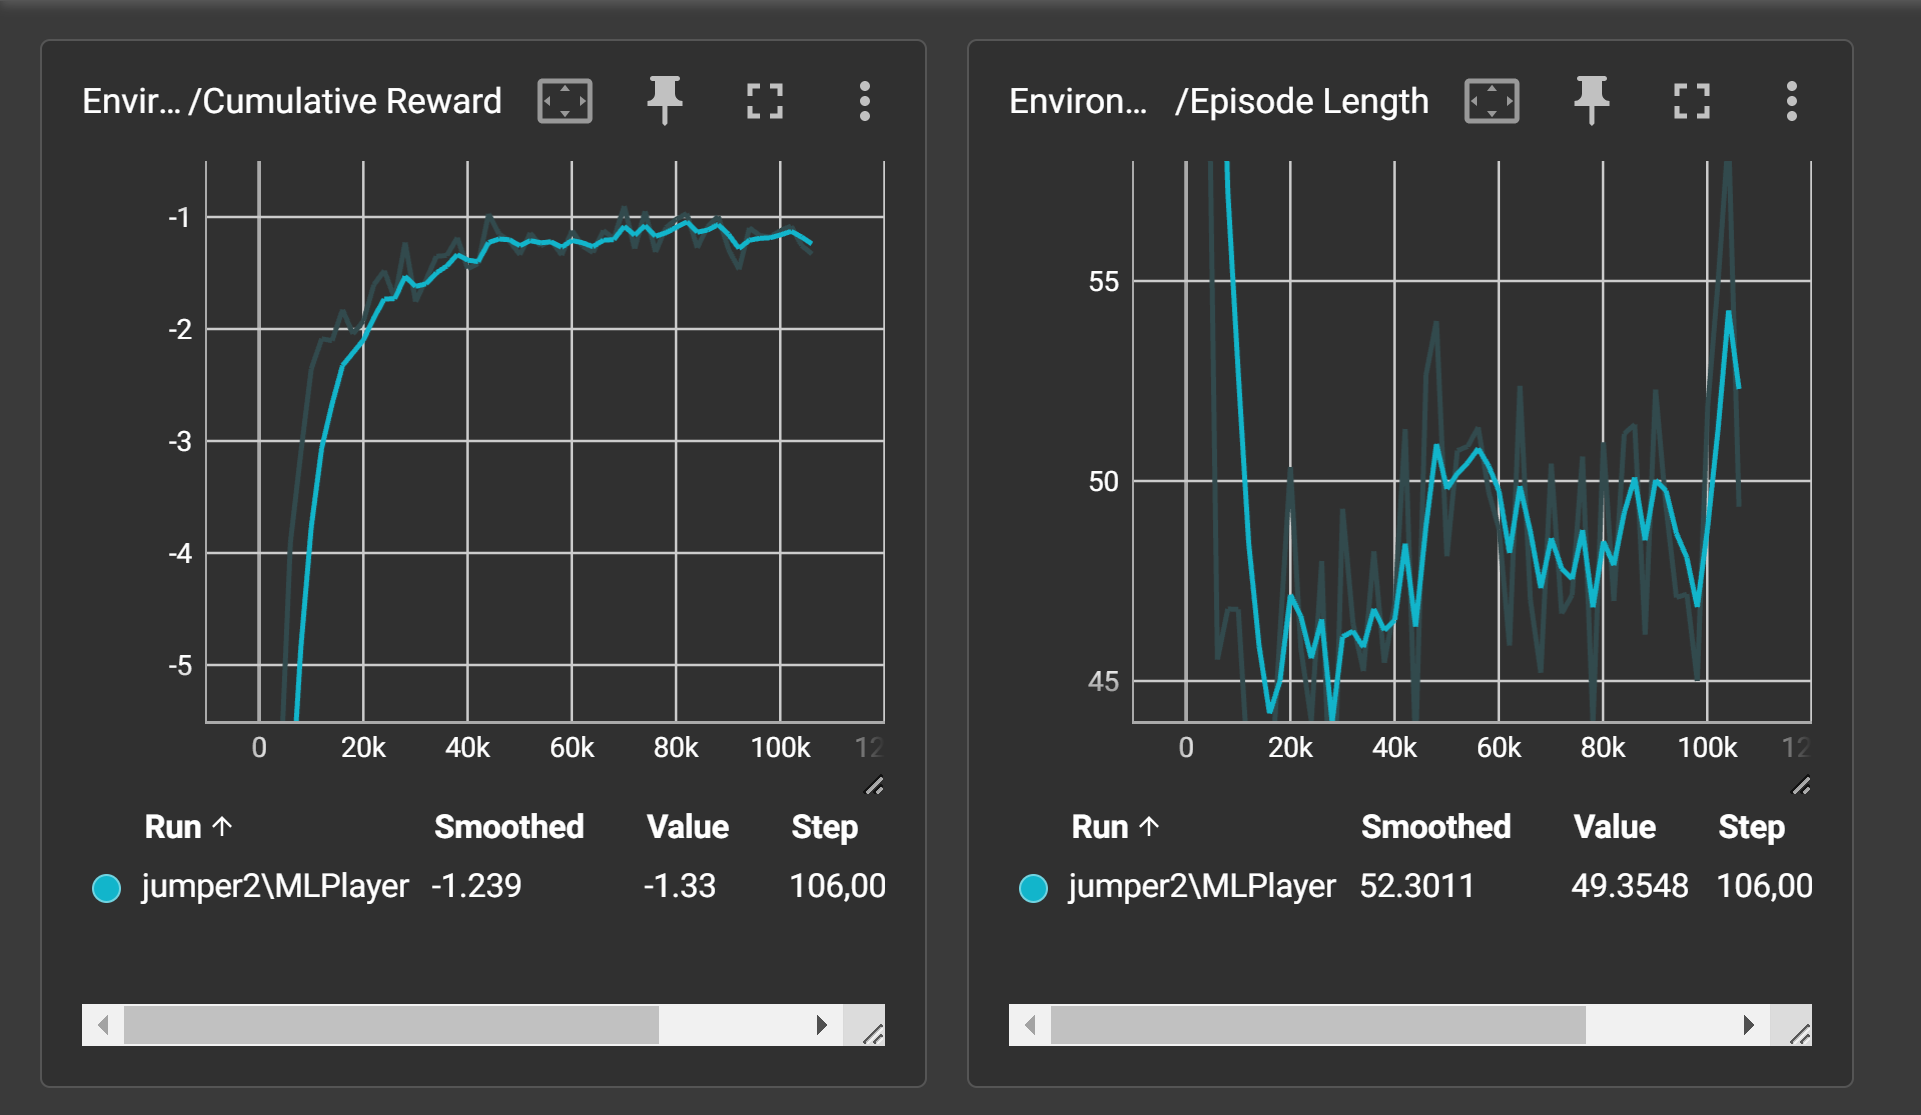 Envir... /Cumulative Reward
-1
-2
-3
-4
-5
0 20k 40k 60k 80k 100k 12
Run ↑ Smoothed Value Step
jumper2\MLPlayer -1.239 -1.33 106,00
Environ... /Episode Length
55
50
45
0 20k 40k 60k 80k 100k 12
Run ↑ Smoothed Value Step
jumper2\MLPlayer 52.3011 49.3548 106,00